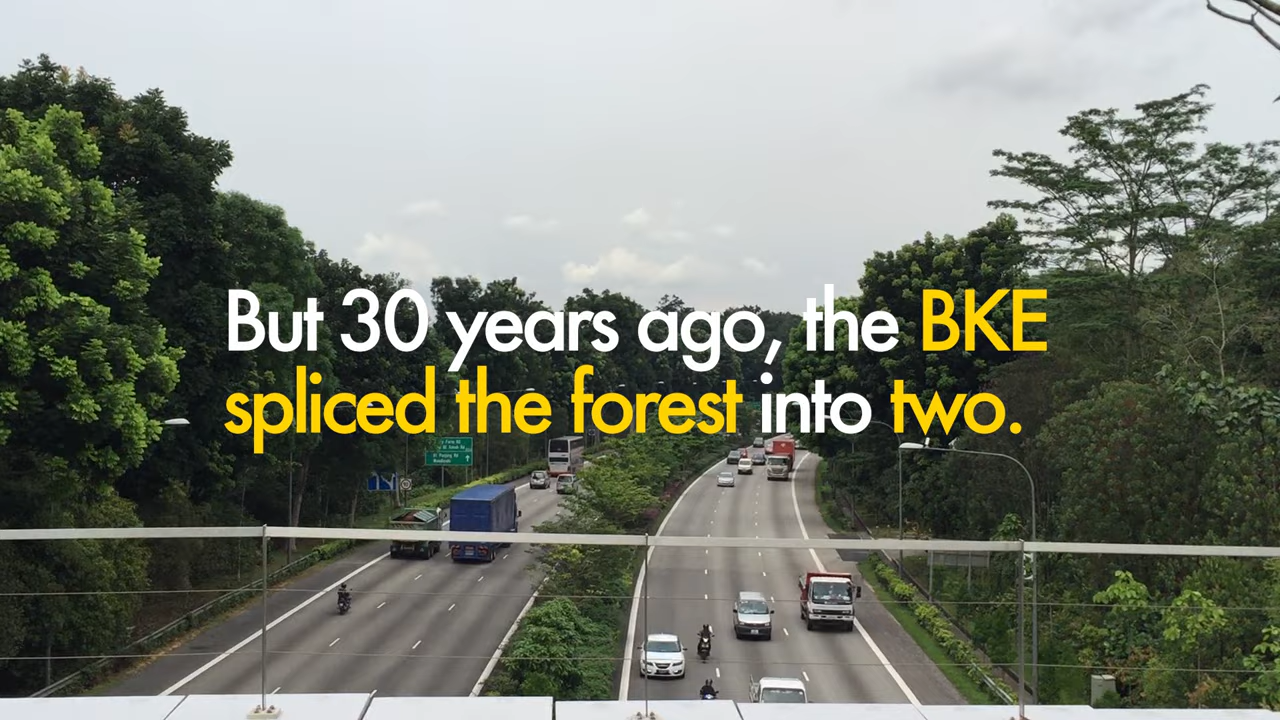 But 30 years ago, the BKE
spliced the forest into two.